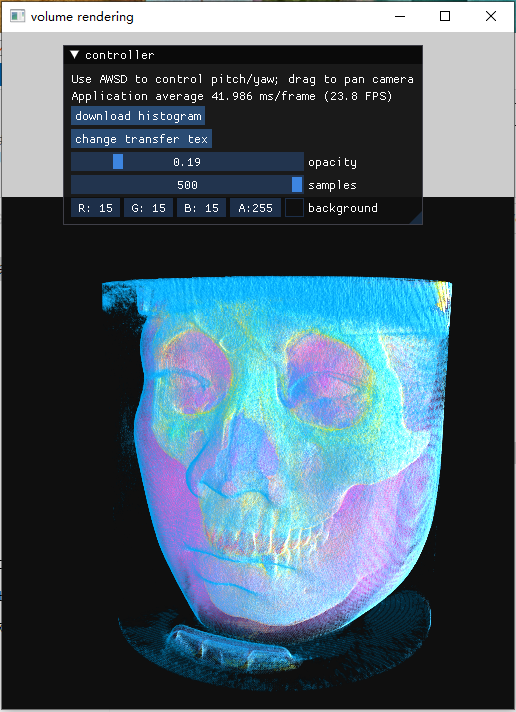 volume rendering
controller
Use AWSD to control pitch/yaw; drag to pan camera
Application average 41.986 ms/frame (23.8 FPS)
download histogram
change transfer tex
0.19 opacity
500 samples
R: 15 G: 15 B: 15 A:255 background